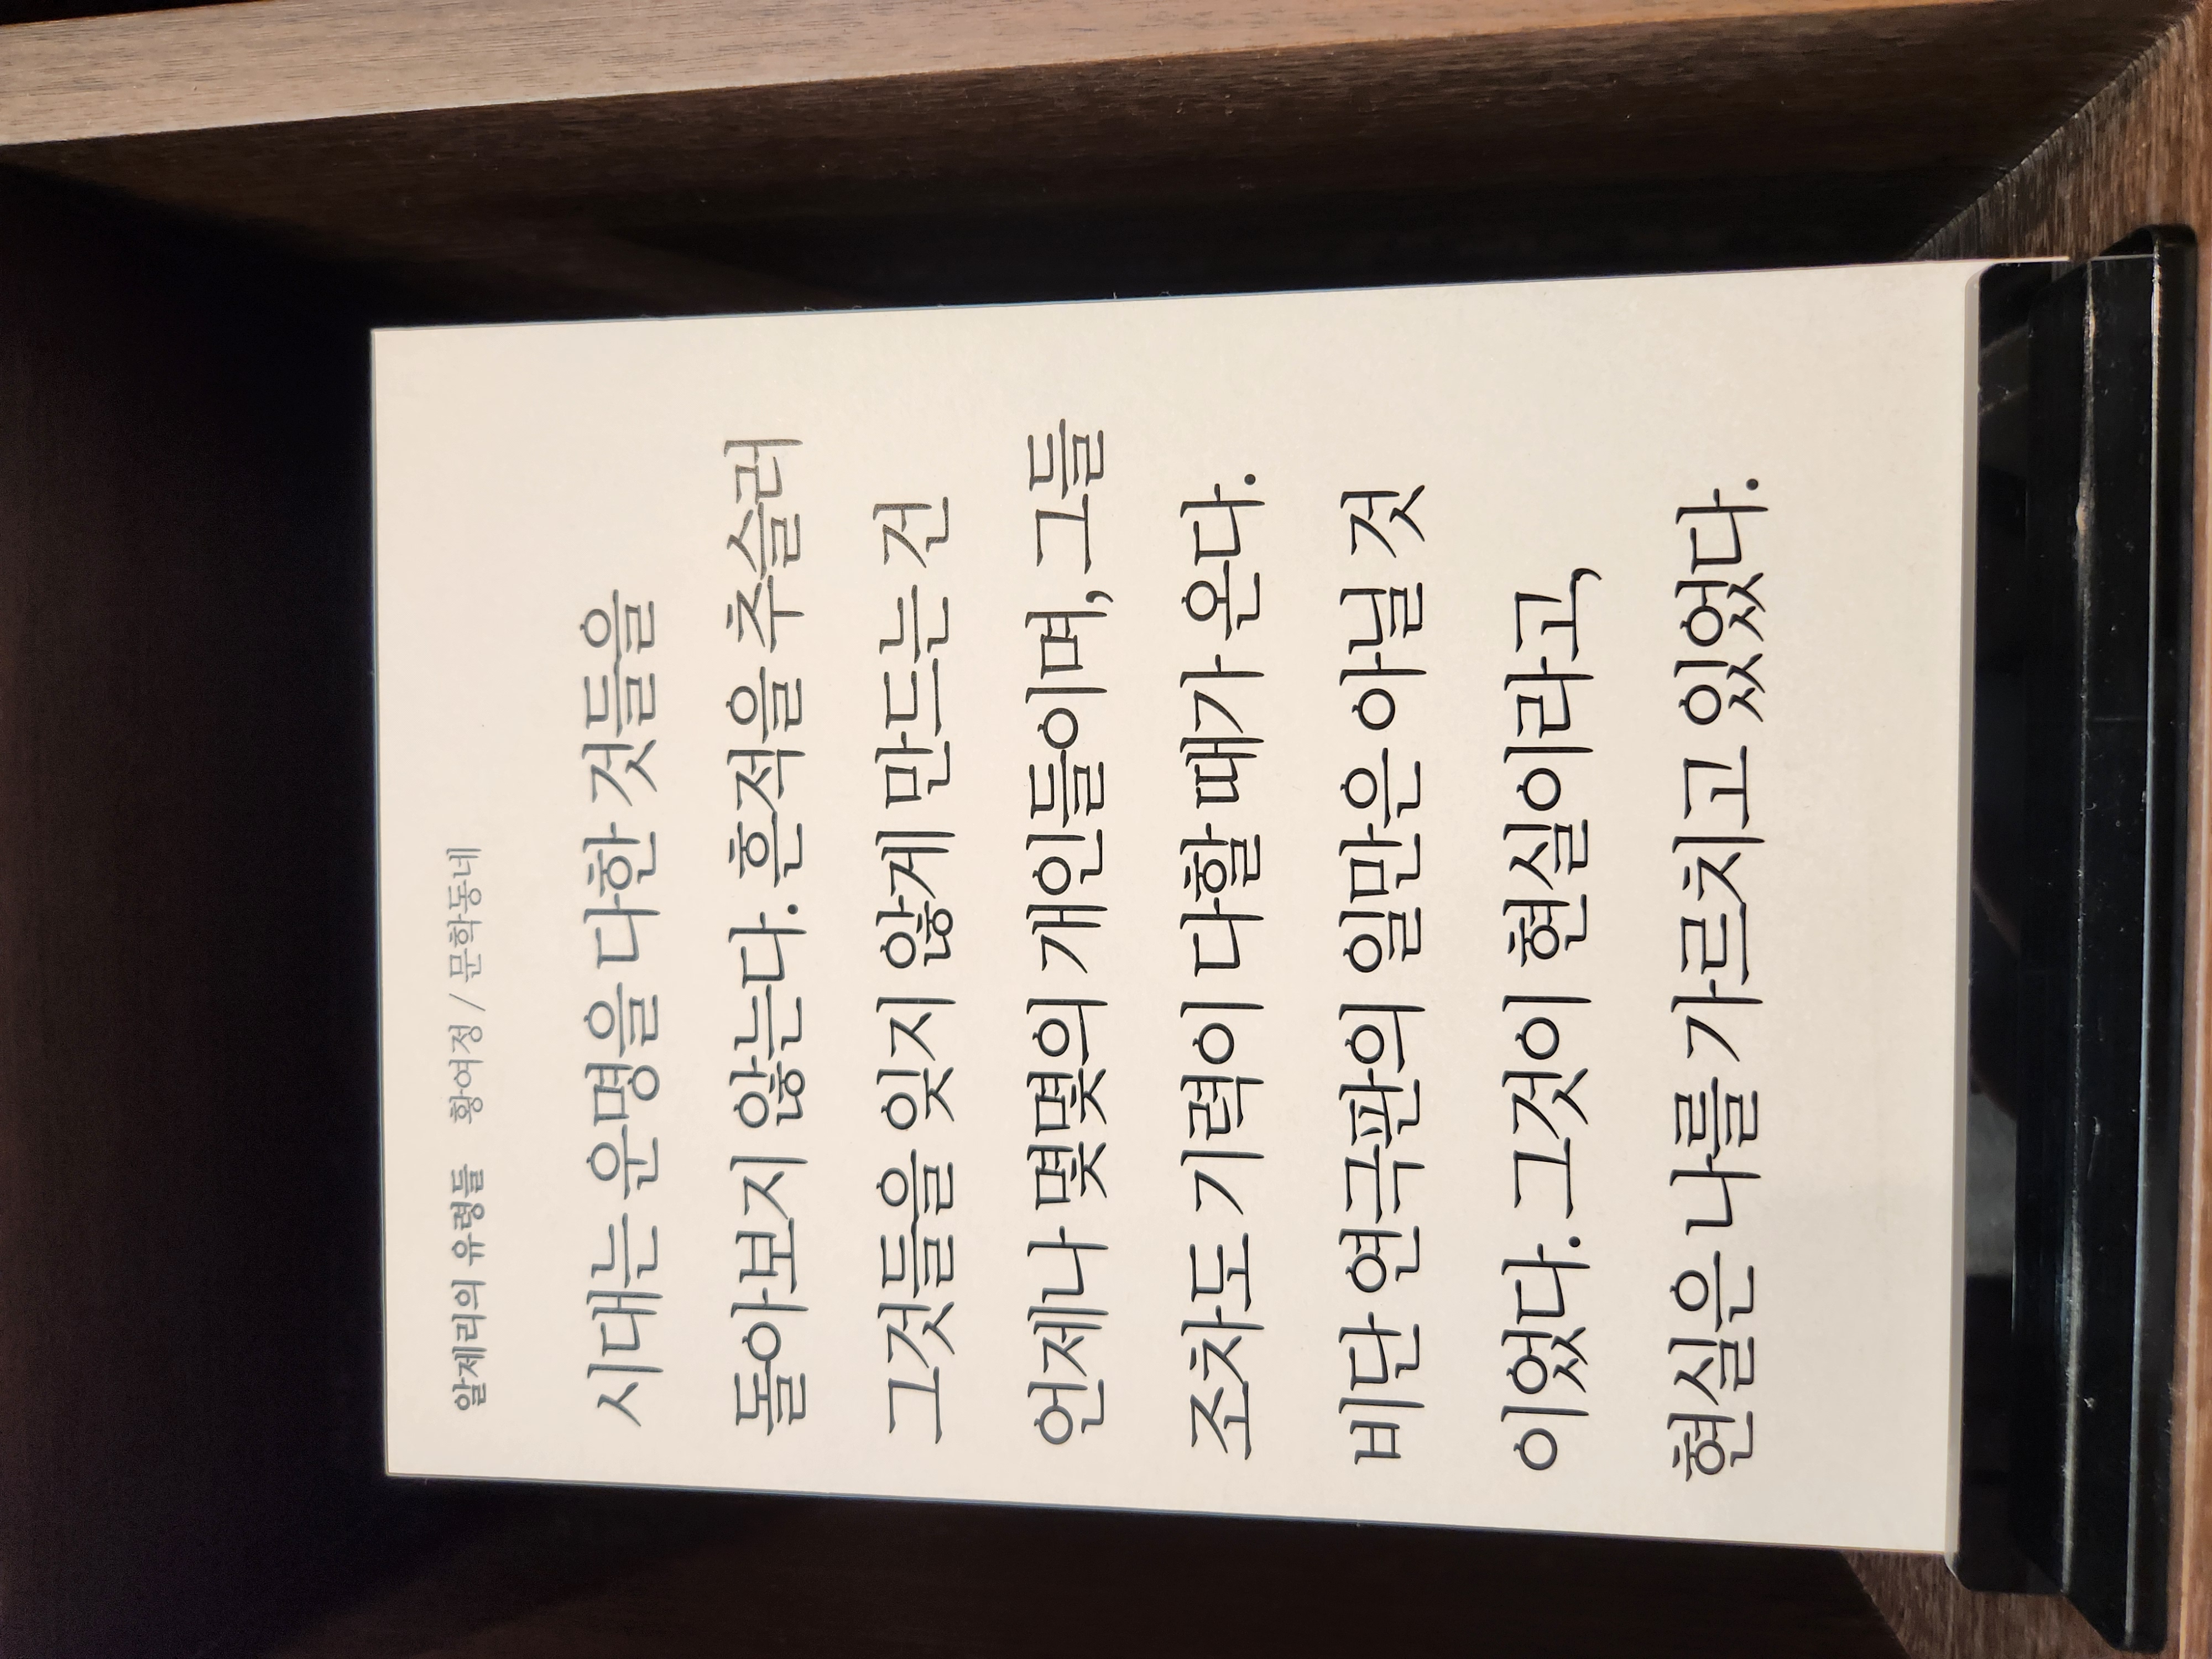 알제리의 유령들 황여정 / 문학동네
시대는 운명을 다한 것들을
돌아보지 않는다. 흔적을 추슬러
그것들을 잊지 않게 만드는 건
언제나 몇몇의 개인들이며, 그들
조차도 기력이 다할 때가 온다.
비단 연극판의 일만은 아닐 것
이었다. 그것이 현실이라고,
현실은 나를 가르치고 있었다.